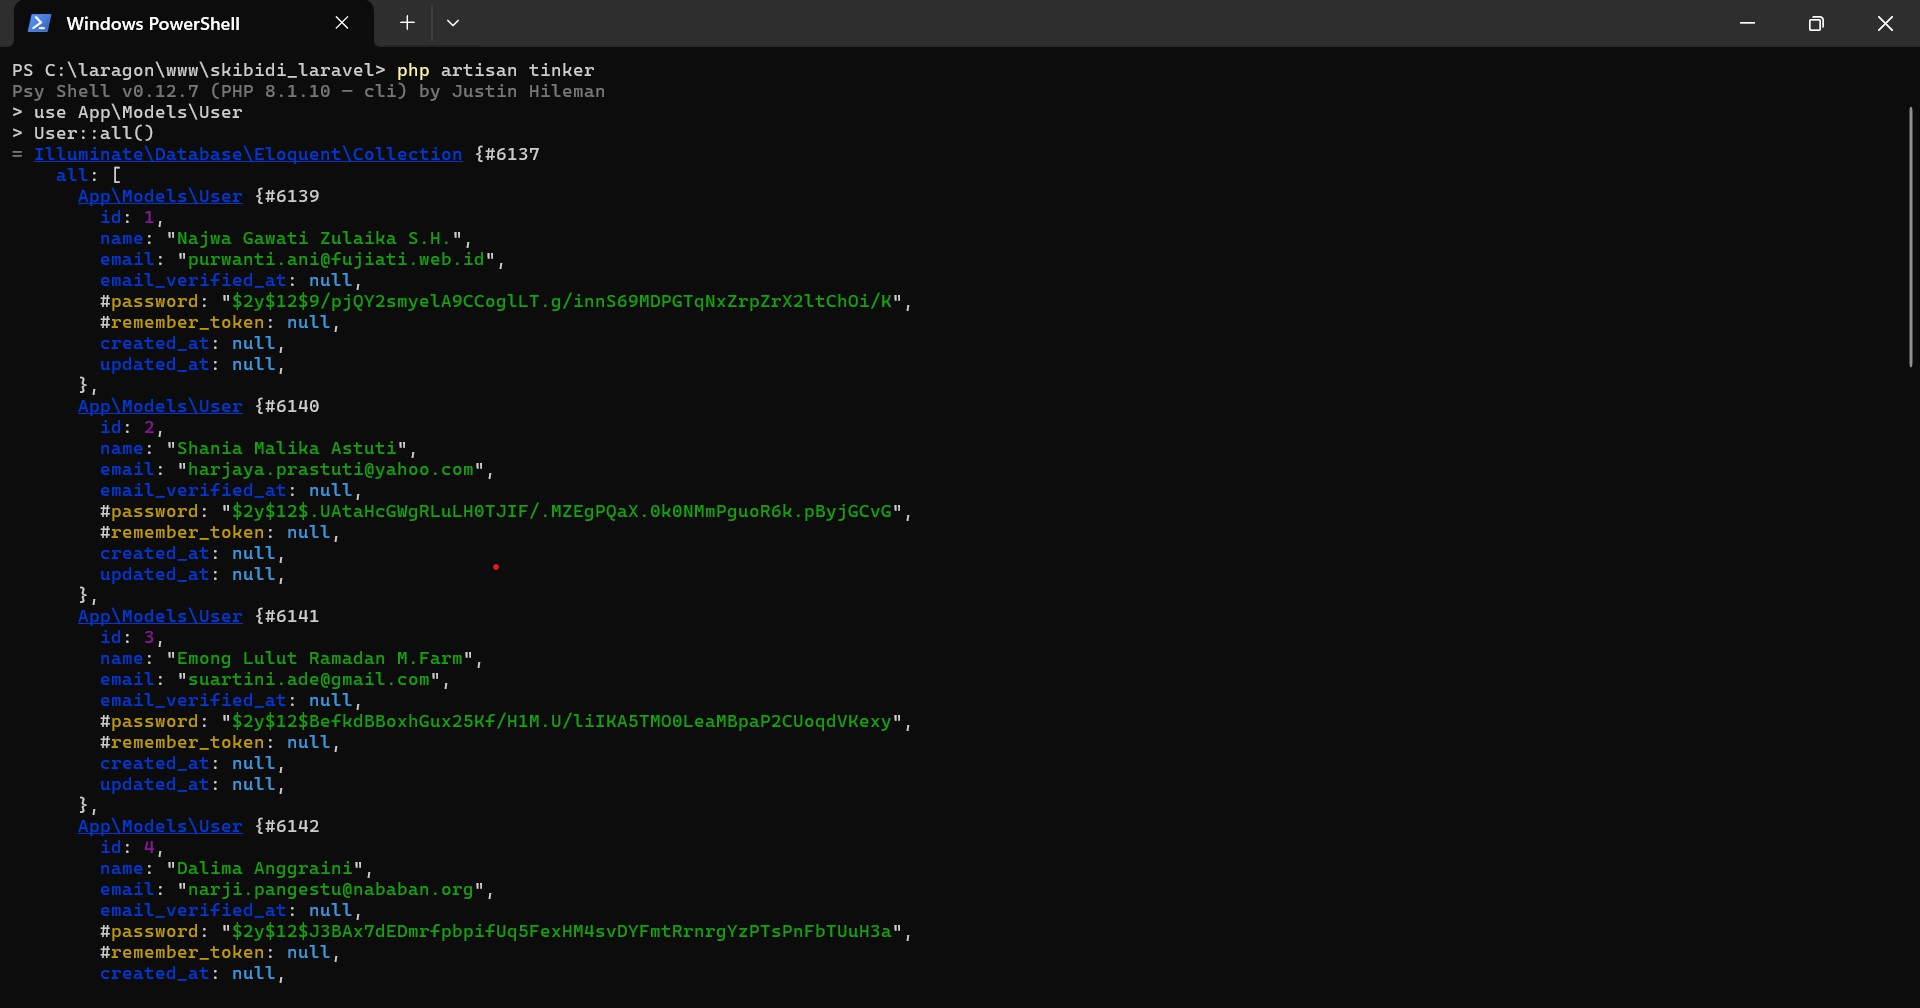 Windows PowerShell
PS C:\laragon\www\skibidi_laravel> php artisan tinker
Psy Shell v0.12.7 (PHP 8.1.10 — cli) by Justin Hileman
> use App\Models\User
> User::all()
= Illuminate\Database\Eloquent\Collection {#6137
all: [
App\Models\User {#6139
id: 1,
name: "Najwa Gawati Zulaika S.H.",
email: "purwanti.ani@fujiati.web.id",
email_verified_at: null,
#password: "$2y$12$9/pjQY2smyelA9CCoglLT.g/innS69MDPGTqNxZrpZrX2ltChOi/K",
#remember_token: null,
created_at: null,
updated_at: null,
},
App\Models\User {#6140
id: 2,
name: "Shania Malika Astuti",
email: "harjaya.prastuti@yahoo.com",
email_verified_at: null,
#password: "$2y$12$.UAtaHcGWgRLuLH0TJIF/.MZEgPQaX.0k0NMmPguoR6k.pByjGCvG",
#remember_token: null,
created_at: null,
updated_at: null,
},
App\Models\User {#6141
id: 3,
name: "Emong Lulut Ramadan M.Farm",
email: "suartini.ade@gmail.com",
email_verified_at: null,
#password: "$2y$12$BefkdBBoxhGux25Kf/H1M.U/liIKA5TMO0LeaMBpaP2CUoqdVKexy",
#remember_token: null,
created_at: null,
updated_at: null,
},
App\Models\User {#6142
id: 4,
name: "Dalima Anggraini",
email: "narji.pangestu@nababan.org",
email_verified_at: null,
#password: "$2y$12$J3BAx7dEDmrfpbpifUq5FexHM4svDYFmtRrnrgYzPTsPnFbTUuH3a",
#remember_token: null,
created_at: null,